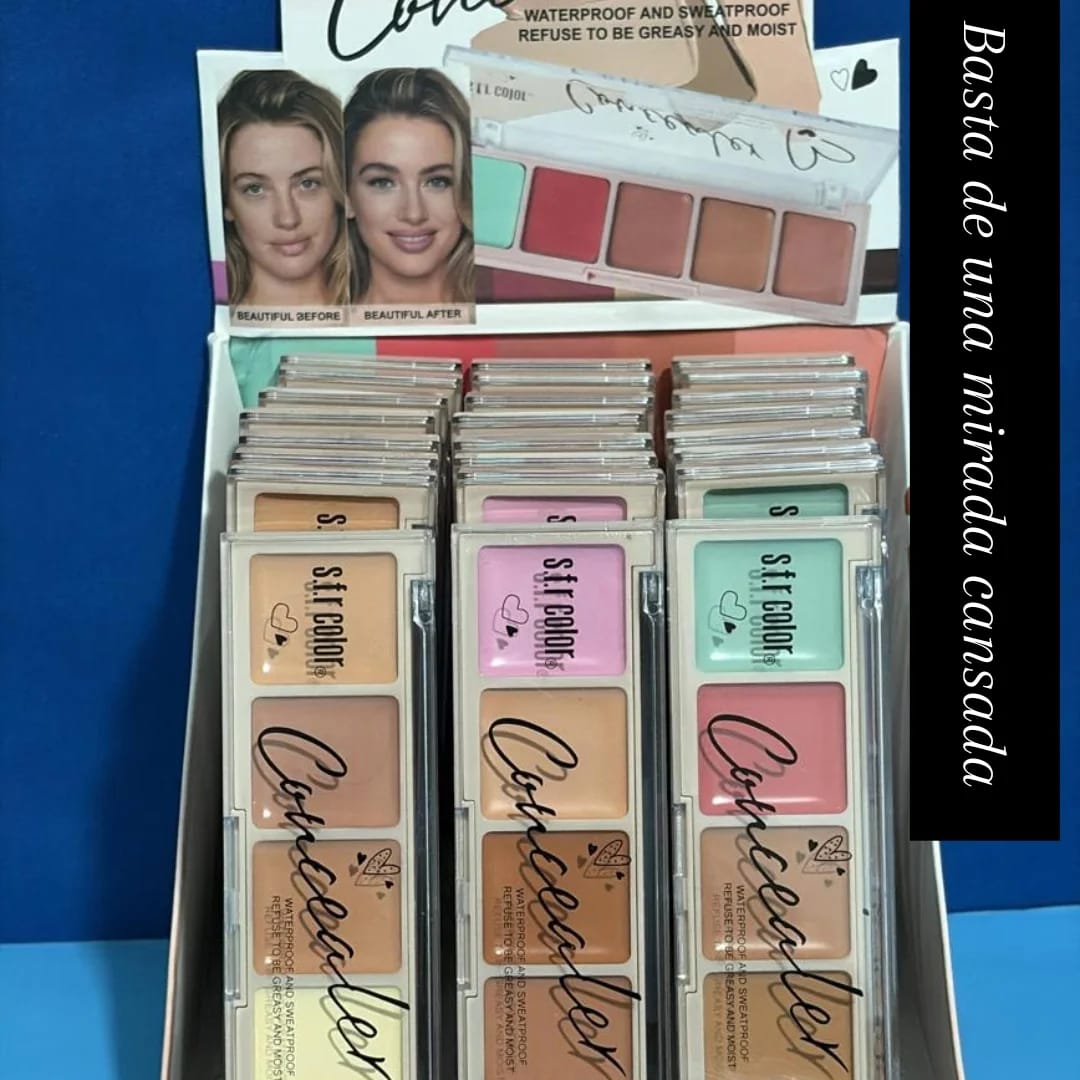 Conc
WATERPROOF AND SWEATPROOF
REFUSE TO BE GREASY AND MOIST
BEAUTIFUL BEFORE
BEAUTIFUL AFTER
Basta de una mirada cansada
s.f.r color®
Concealer
WATERPROOF AND SWEATPROOF
REFUSE TO BE GREASY AND MOIST
s.f.r color®
Concealer
WATERPROOF AND SWEATPROOF
REFUSE TO BE GREASY AND MOIST
s.f.r color®
Concealer
WATERPROOF AND SWEATPROOF
REFUSE TO BE GREASY AND MOIST